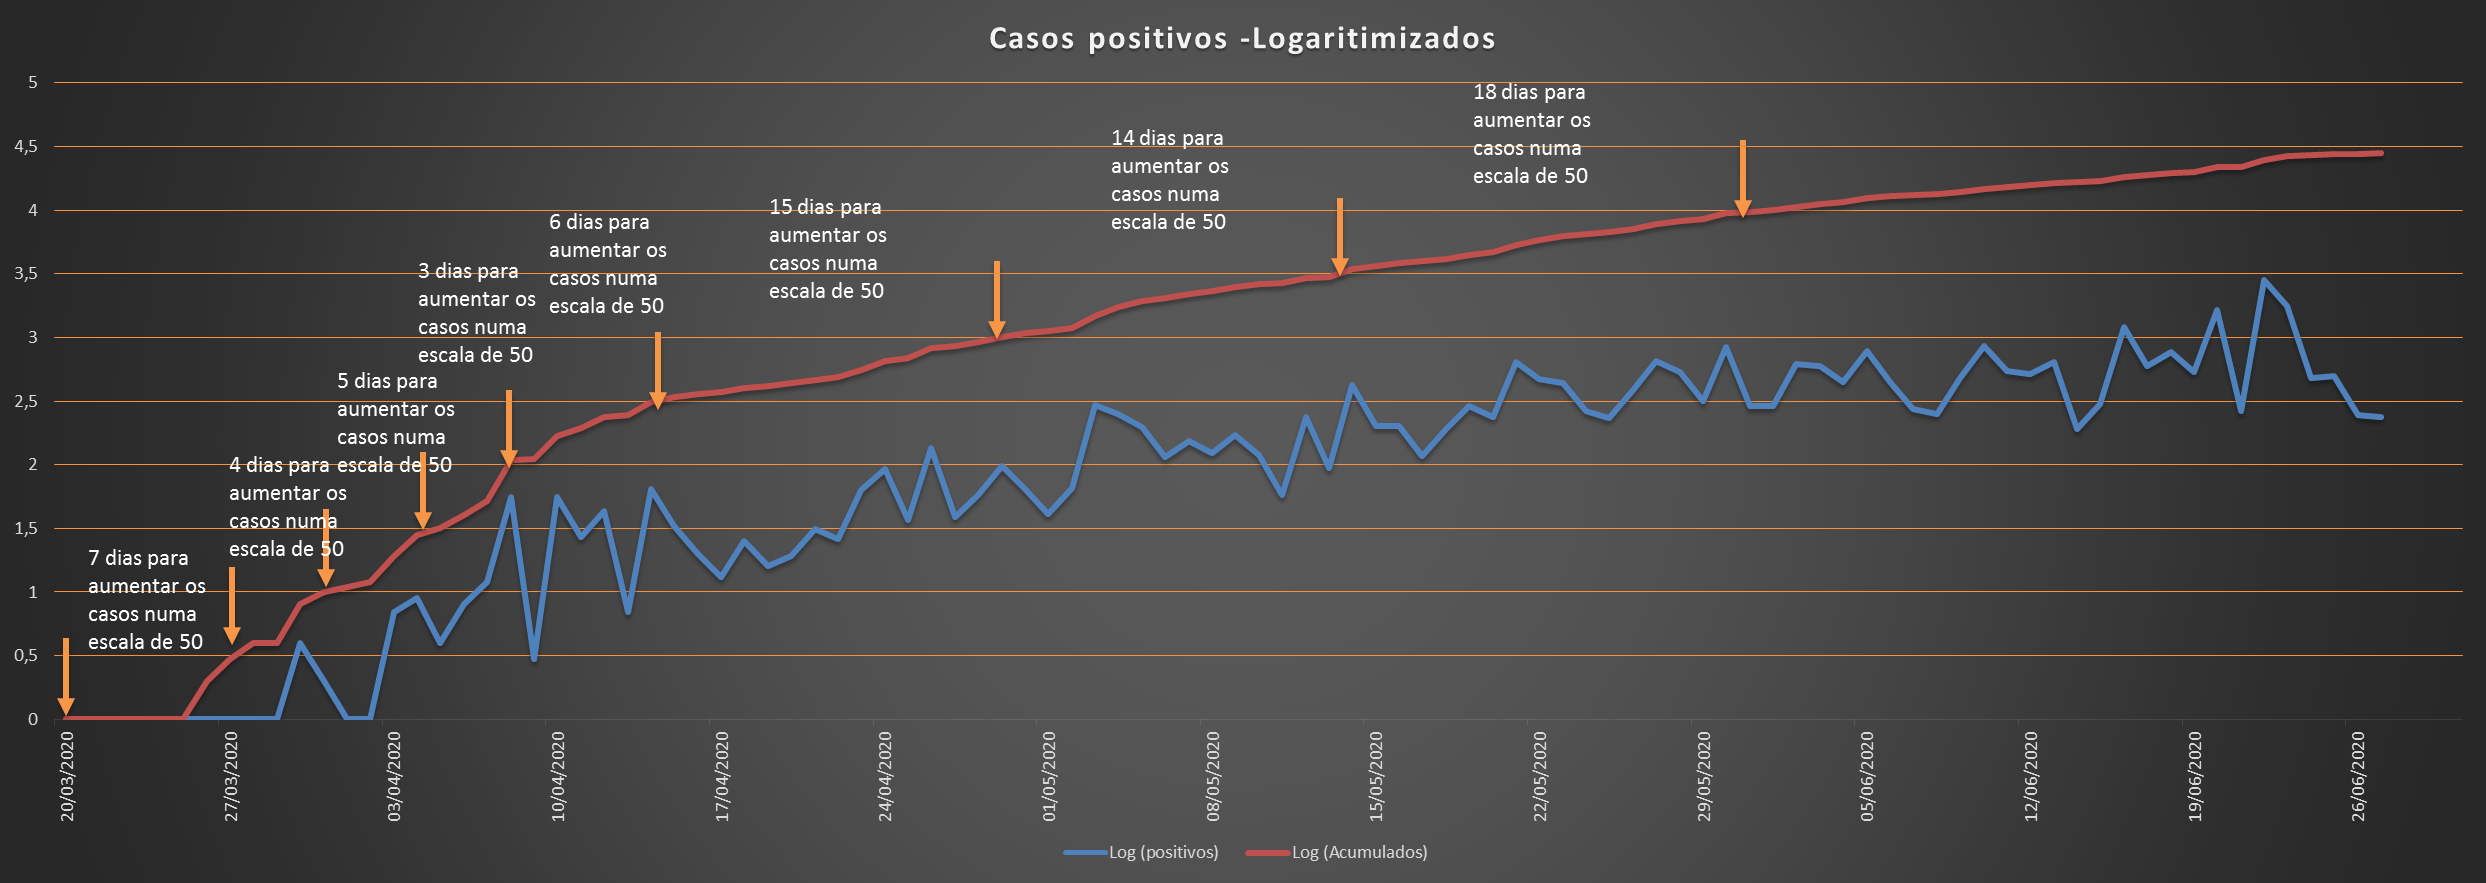 Casos positivos -Logaritimizados
5
4,5
4
3,5
3
2,5
2
1,5
1
0,5
0
7 dias para
aumentar os
casos numa
escala de 50
4 dias para
aumentar os
casos numa
escala de 50
5 dias para
aumentar os
casos numa
escala de 50
3 dias para
aumentar os
casos numa
escala de 50
6 dias para
aumentar os
casos numa
escala de 50
15 dias para
aumentar os
casos numa
escala de 50
14 dias para
aumentar os
casos numa
escala de 50
18 dias para
aumentar os
casos numa
escala de 50
20/03/2020
27/03/2020
03/04/2020
10/04/2020
17/04/2020
24/04/2020
01/05/2020
08/05/2020
15/05/2020
22/05/2020
29/05/2020
05/06/2020
12/06/2020
19/06/2020
26/06/2020
Log (positivos)
Log (Acumulados)